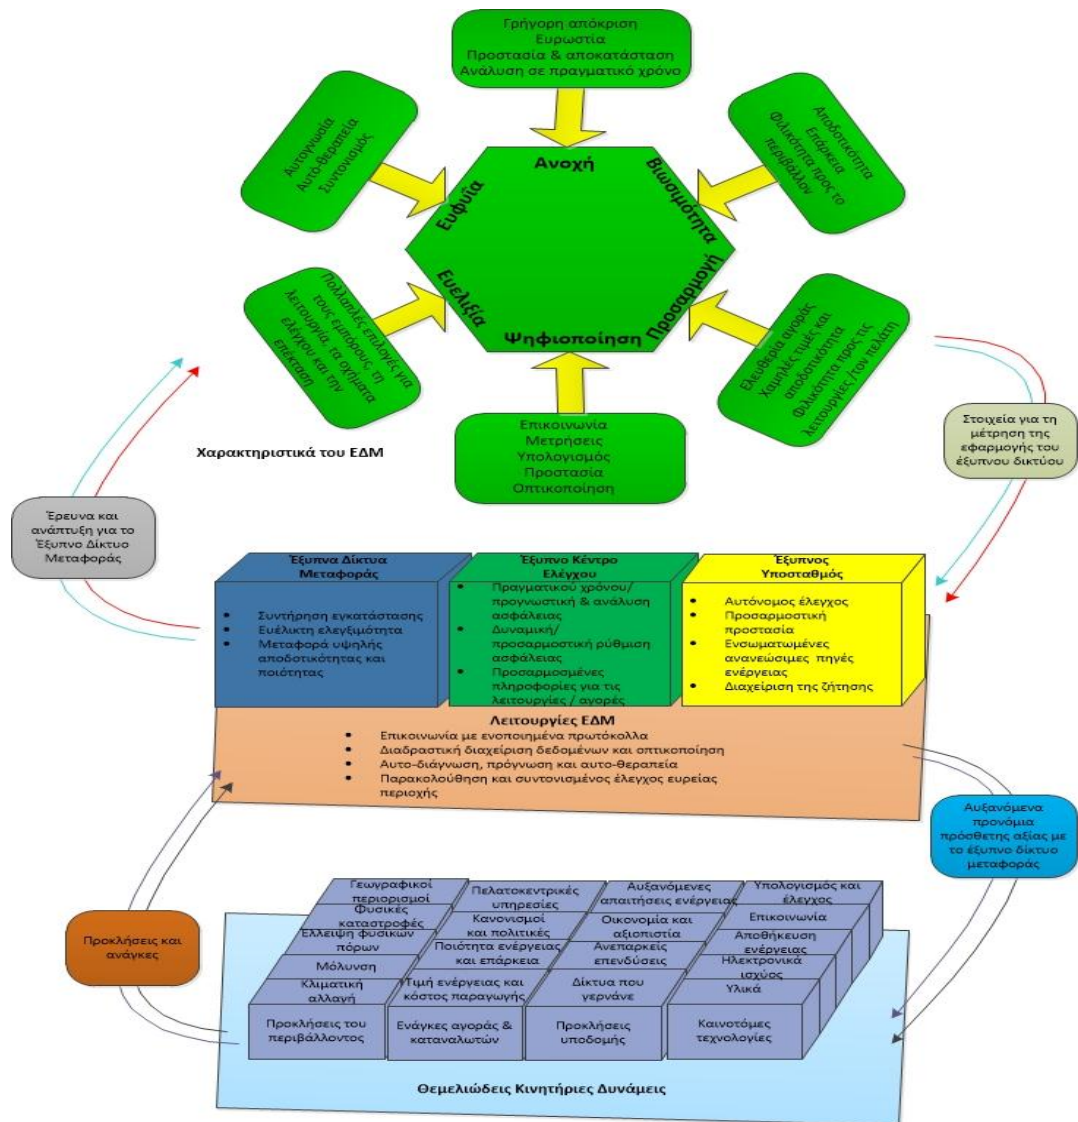 Γρήγορη απόκριση
Ευρωστία
Προστασία & αποκατάσταση
Ανάλυση σε πραγματικό χρόνο
Αυτογνωσία
Αυτο-θεραπεία
Συντονισμός
Αποδοτικότητα
Επάρκεια
Φιλικότητα προς το
περιβάλλον
Ανοχή
Ευφυΐα
Βιωσιμότητα
Ευελιξία
Προσαρμογή
Ψηφιοποίηση
Πολλαπλές επιλογές για
τους εμπόρους, τη
λειτουργία, τα σχήματα
ελέγχου και την
επέκταση
Ελευθερία αγοράς
Χαμηλές τιμές και
αποδοτικότητα
Φιλικότητα προς τις
λειτουργίες /τον πελάτη
Επικοινωνία
Μετρήσεις
Υπολογισμός
Προστασία
Οπτικοποίηση
Χαρακτηριστικά του ΕΔΜ
Στοιχεία για τη
μέτρηση της
εφαρμογής του
έξυπνου δικτύου
Έρευνα και
ανάπτυξη για το
Έξυπνο Δίκτυο
Μεταφοράς
Έξυπνα Δίκτυα
Μεταφοράς
• Συντήρηση εγκατάστασης
• Ευέλικτη ελεγξιμότητα
• Μεταφορά υψηλής
αποδοτικότητας και
ποιότητας
Έξυπνο Κέντρο
Ελέγχου
• Πραγματικού χρόνου/
προγνωστική & ανάλυση
ασφάλειας
• Δυναμική/
προσαρμοστική ρύθμιση
ασφάλειας
• Προσαρμοσμένες
πληροφορίες για τις
λειτουργίες / αγορές
Έξυπνος
Υποσταθμός
• Αυτόνομος έλεγχος
• Προσαρμοστική
προστασία
• Ενσωματωμένες
ανανεώσιμες πηγές
ενέργειας
• Διαχείριση της ζήτησης
Λειτουργίες ΕΔΜ
• Επικοινωνία με ενοποιημένα πρωτόκολλα
• Διαδραστική διαχείριση δεδομένων και οπτικοποίηση
• Αυτο-διάγνωση, πρόγνωση και αυτο-θεραπεία
• Παρακολούθηση και συντονισμένος έλεγχος ευρείας
περιοχής
Αυξανόμενα
προνόμια
πρόσθετης αξίας με
το έξυπνο δίκτυο
μεταφοράς
Προκλήσεις και
ανάγκες
Γεωγραφικοί
περιορισμοί
Πελατοκεντρικές
υπηρεσίες
Αυξανόμενες
απαιτήσεις ενέργειας
Υπολογισμός και
έλεγχος
Φυσικές
καταστροφές
Κανονισμοί
και πολιτικές
Οικονομία και
αξιοπιστία
Επικοινωνία
Έλλειψη φυσικών
πόρων
Ποιότητα ενέργειας
και επάρκεια
Ανεπαρκείς
επενδύσεις
Αποθήκευση
ενέργειας
Μόλυνση
Τιμή ενέργειας και
κόστος παραγωγής
Δίκτυα που
γερνάνε
Ηλεκτρονικά
ισχύος
Κλιματική
αλλαγή
Υλικά
Προκλήσεις του
περιβάλλοντος
Ενάγκες αγοράς &
καταναλωτών
Προκλήσεις
υποδομής
Καινοτόμες
τεχνολογίες
Θεμελιώδεις Κινητήριες Δυνάμεις